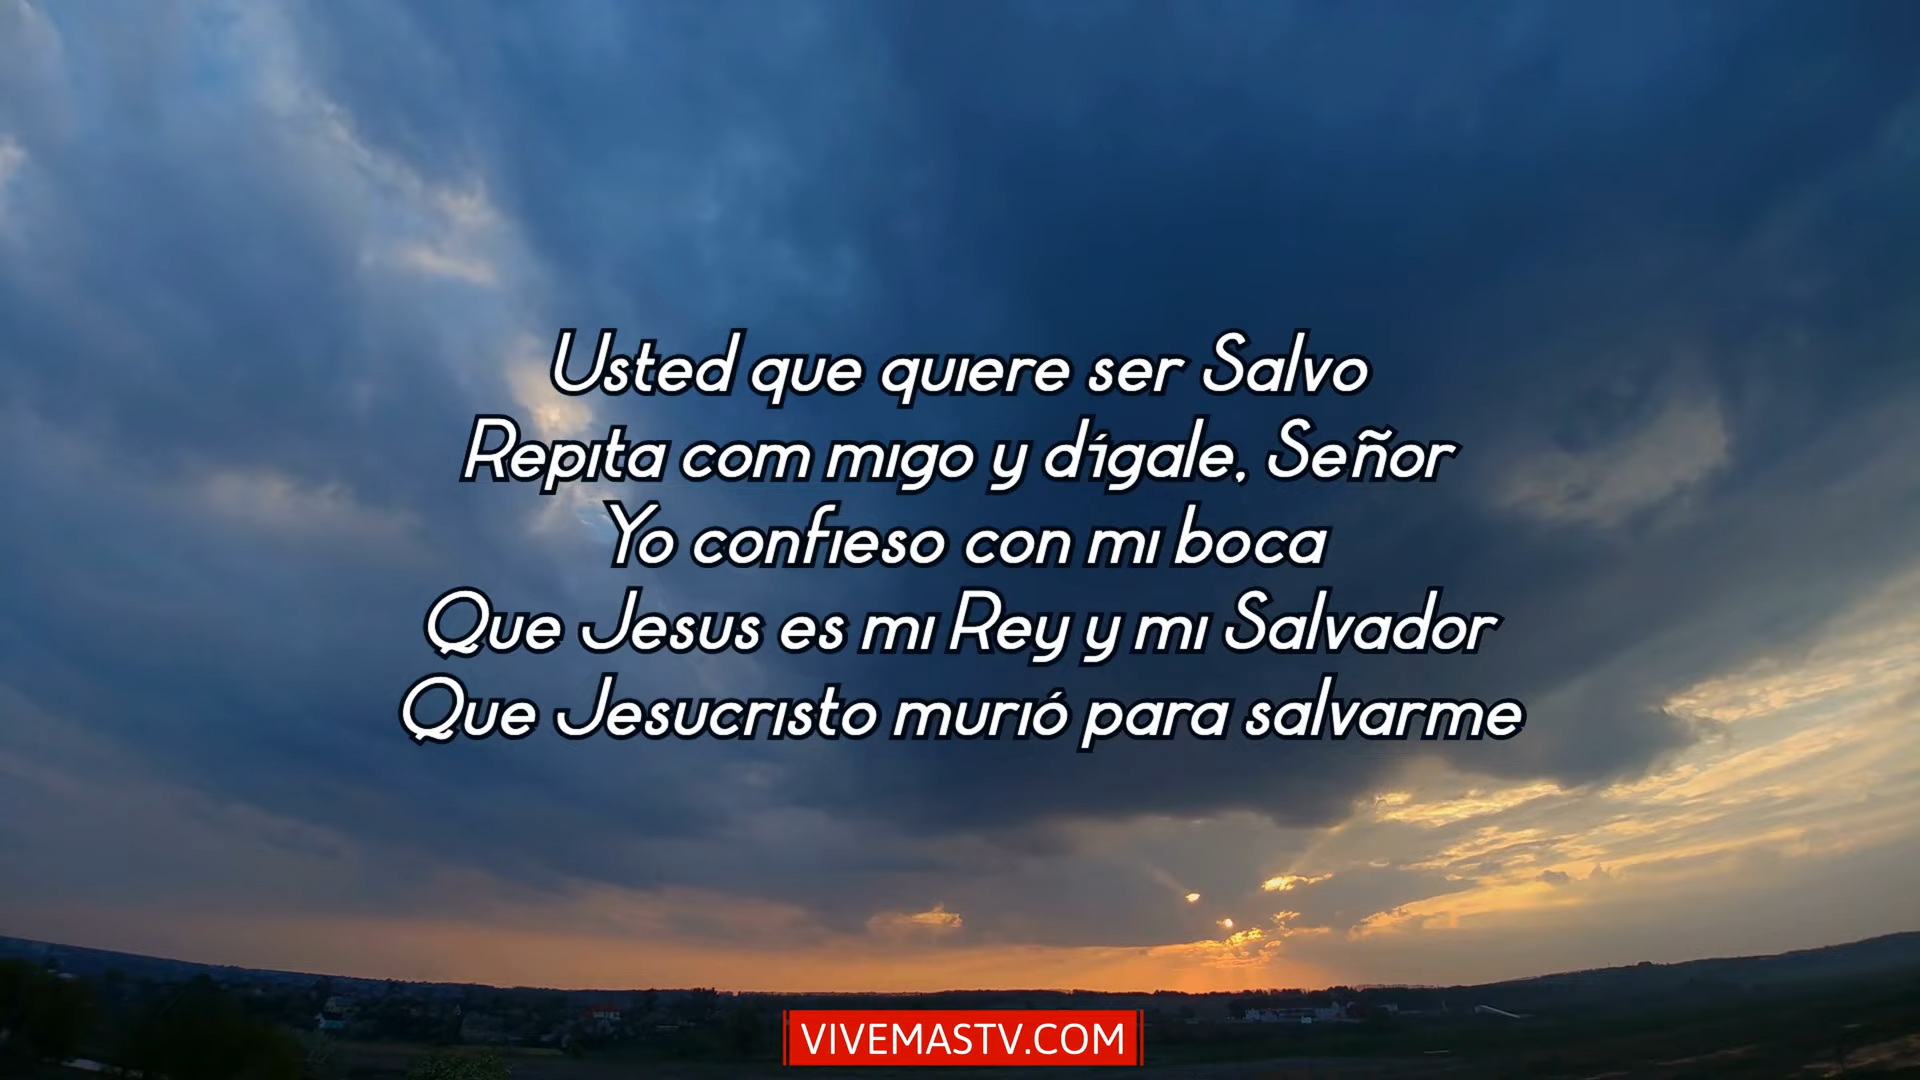 Usted que quiere ser Salvo
Repita com migo y dígale, Señor
Yo confieso con mi boca
Que Jesus es mi Rey y mi Salvador
Que Jesucristo murió para salvarme
VIVEMASTV.COM